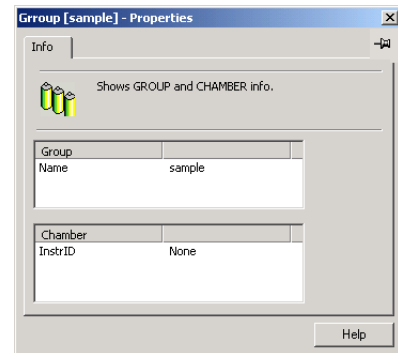 Grroup [sample] - Properties
Info
Shows GROUP and CHAMBER info.
Group
Name sample
Chamber
InstrID None
Help